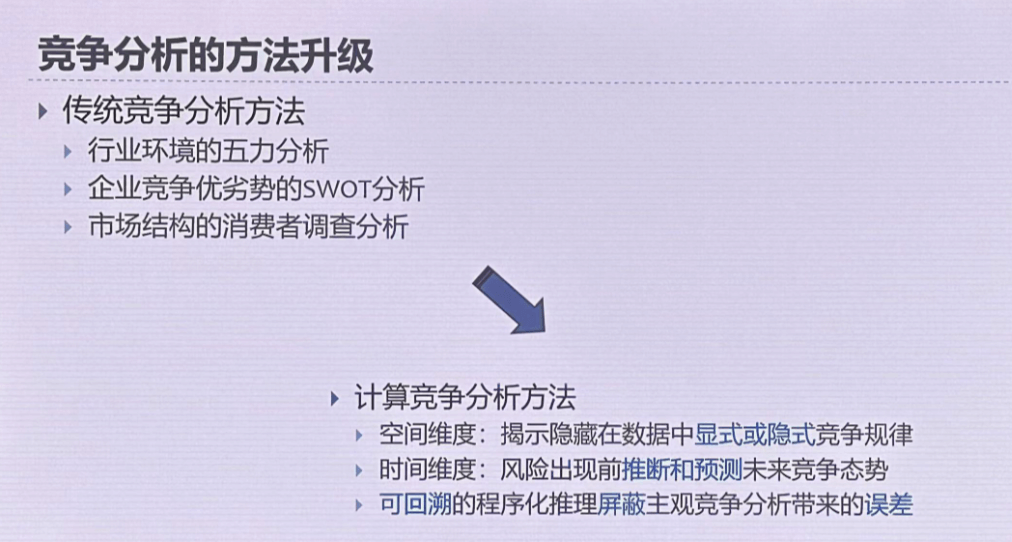 竞争分析的方法升级
传统竞争分析方法
行业环境的五力分析
企业竞争优劣势的SWOT分析
市场结构的消费者调查分析
计算竞争分析方法
空间维度：揭示隐藏在数据中显式或隐式竞争规律
时间维度：风险出现前推断和预测未来竞争态势
可回溯的程序化推理屏蔽主观竞争分析带来的误差